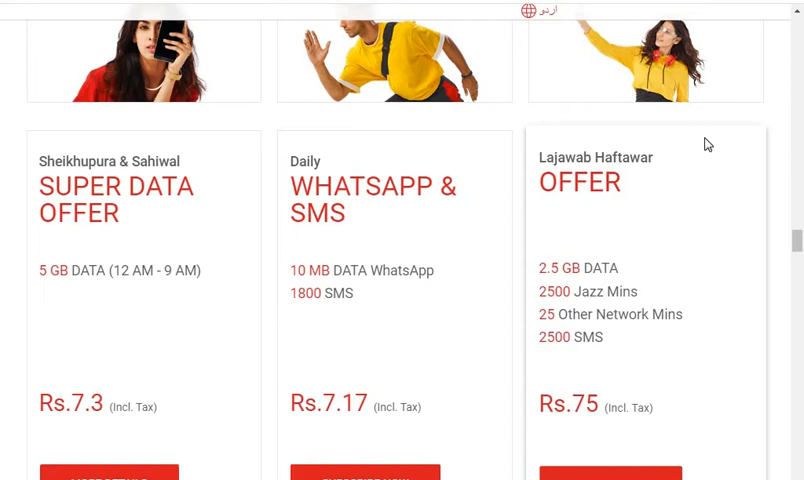 اردو
Sheikhupura & Sahiwal
SUPER DATA
OFFER
5 GB DATA (12 AM - 9 AM)
Rs.7.3 (Incl. Tax)
Daily
WHATSAPP &
SMS
10 MB DATA WhatsApp
1800 SMS
Rs.7.17 (Incl. Tax)
Lajawab Haftawar
OFFER
2.5 GB DATA
2500 Jazz Mins
25 Other Network Mins
2500 SMS
Rs.75 (Incl. Tax)